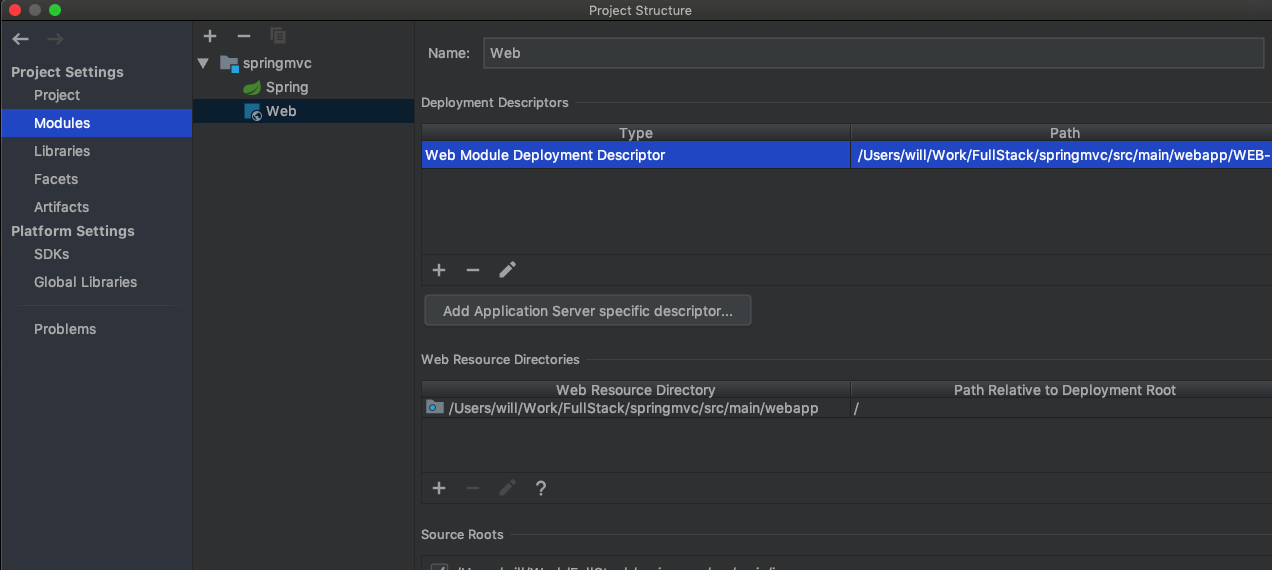 Project Structure
Project Settings
Project
Modules
Libraries
Facets
Artifacts
Platform Settings
SDKs
Global Libraries
Problems
springmvc
Spring
Web
Name: Web
Deployment Descriptors
Type Path
Web Module Deployment Descriptor /Users/will/Work/FullStack/springmvc/src/main/webapp/WEB-
Add Application Server specific descriptor...
Web Resource Directories
Web Resource Directory Path Relative to Deployment Root
/Users/will/Work/FullStack/springmvc/src/main/webapp /
?
Source Roots